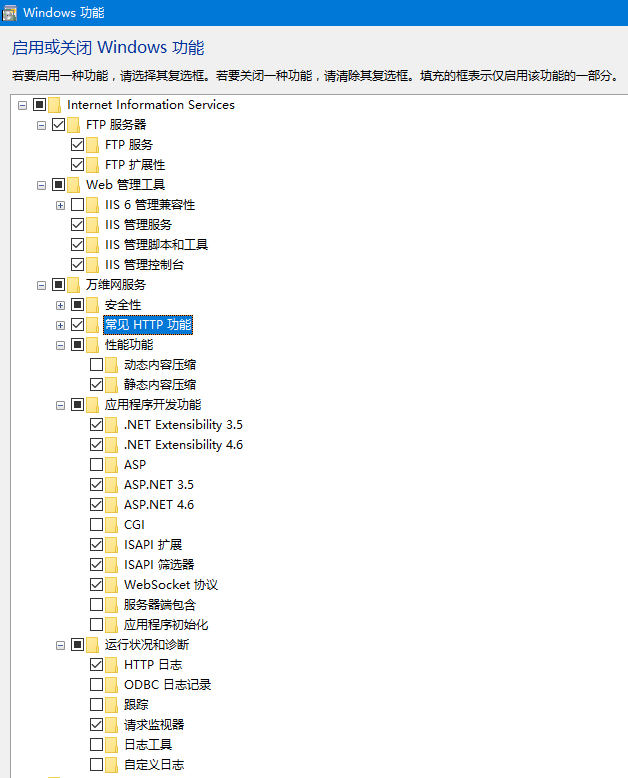 Windows 功能
启用或关闭 Windows 功能
若要启用一种功能，请选择其复选框。若要关闭一种功能，请清除其复选框。填充的框表示仅启用该功能的一部分。
Internet Information Services
FTP 服务器
FTP 服务
FTP 扩展性
Web 管理工具
IIS 6 管理兼容性
IIS 管理服务
IIS 管理脚本和工具
IIS 管理控制台
万维网服务
安全性
常见 HTTP 功能
性能功能
动态内容压缩
静态内容压缩
应用程序开发功能
.NET Extensibility 3.5
.NET Extensibility 4.6
ASP
ASP.NET 3.5
ASP.NET 4.6
CGI
ISAPI 扩展
ISAPI 筛选器
WebSocket 协议
服务器端包含
应用程序初始化
运行状况和诊断
HTTP 日志
ODBC 日志记录
跟踪
请求监视器
日志工具
自定义日志